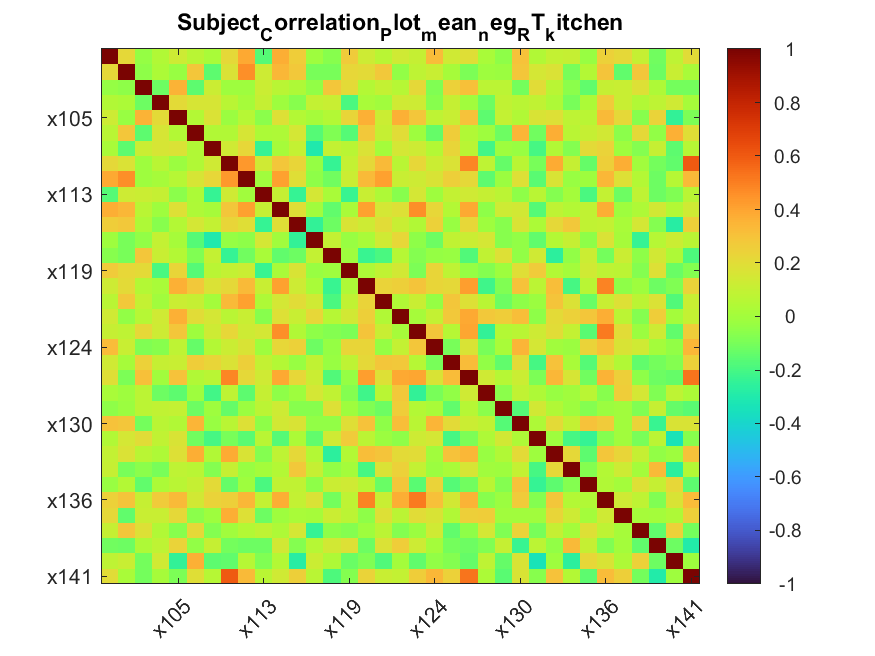 Subject_Correlation_Plot_mean_neg_RT_kitchen
x105
x113
x119
x124
x130
x136
x141
x105
x113
x119
x124
x130
x136
x141
1
0.8
0.6
0.4
0.2
0
-0.2
-0.4
-0.6
-0.8
-1